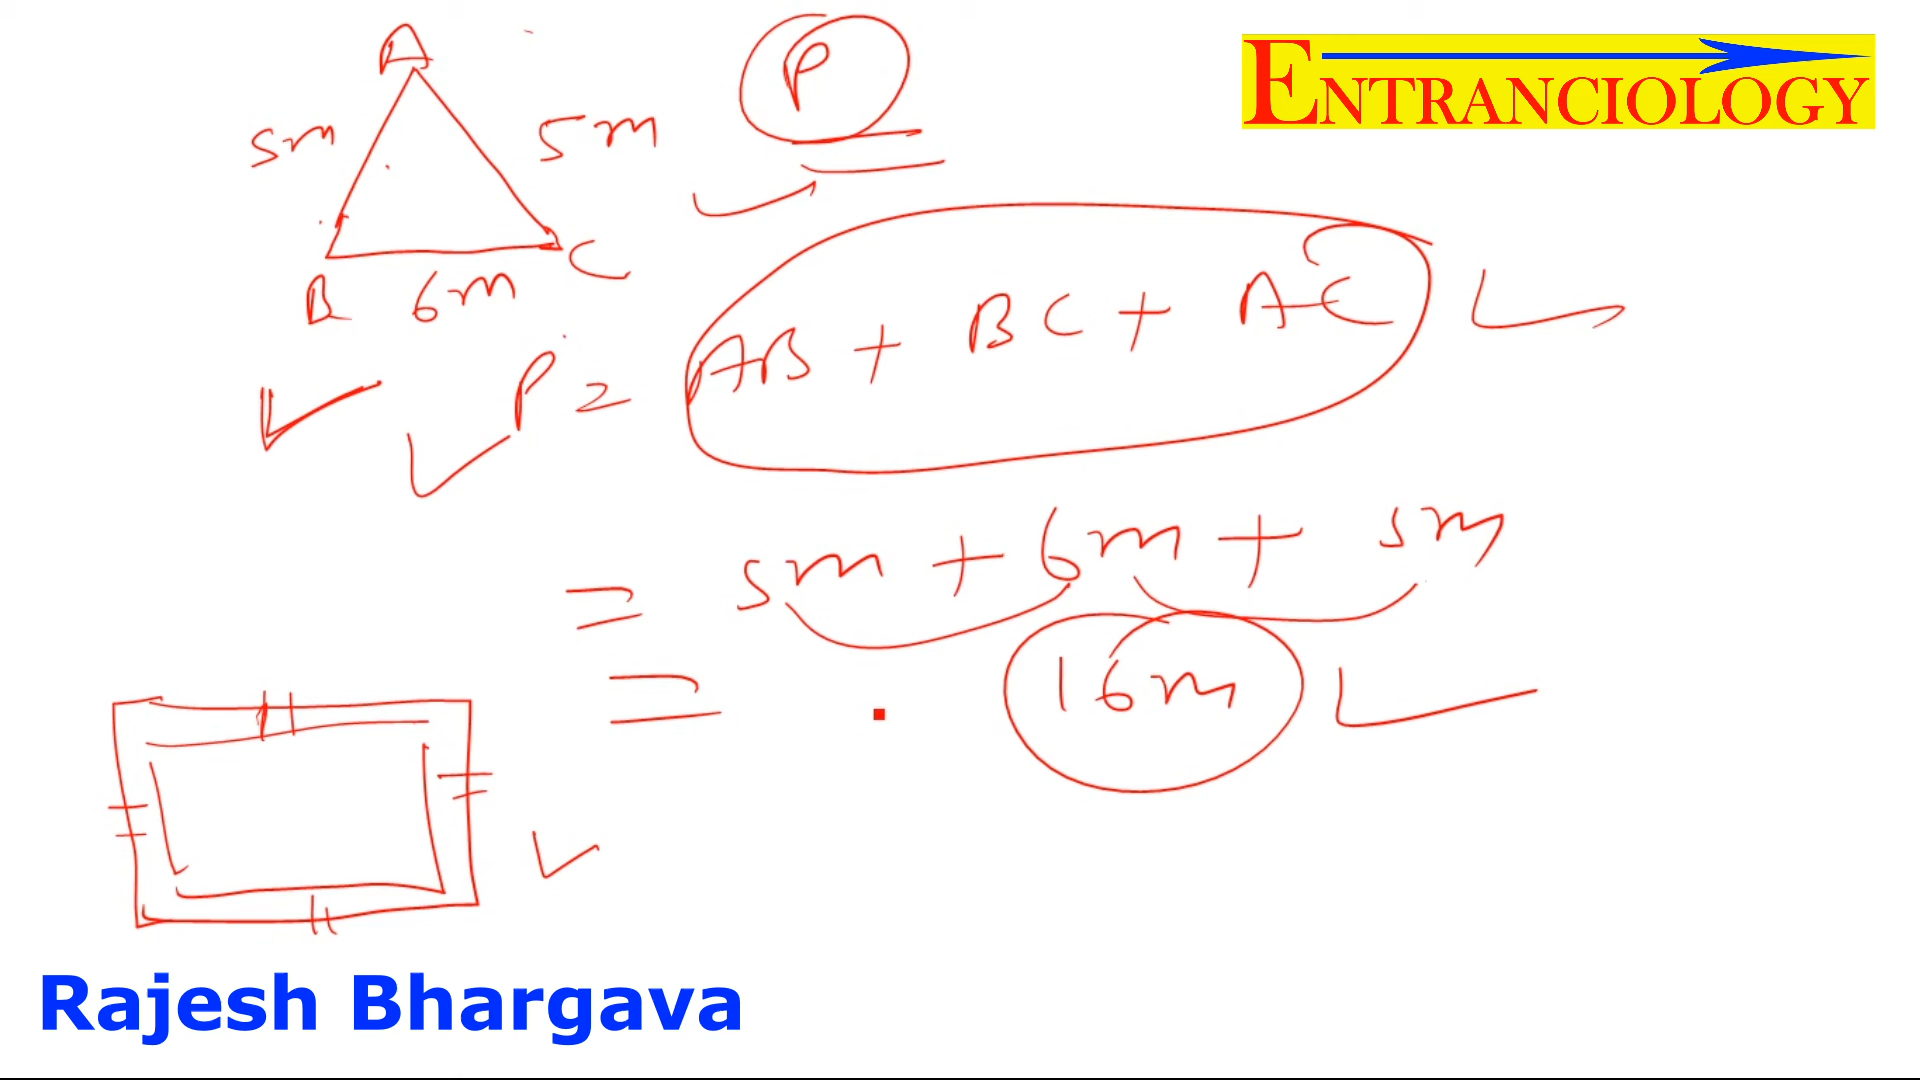 ENTRANCIOLOGY
A
P
5m
5m
B
6m
C
P = AB + BC + AC
= 5m + 6m + 5m
= 16m
Rajesh Bhargava